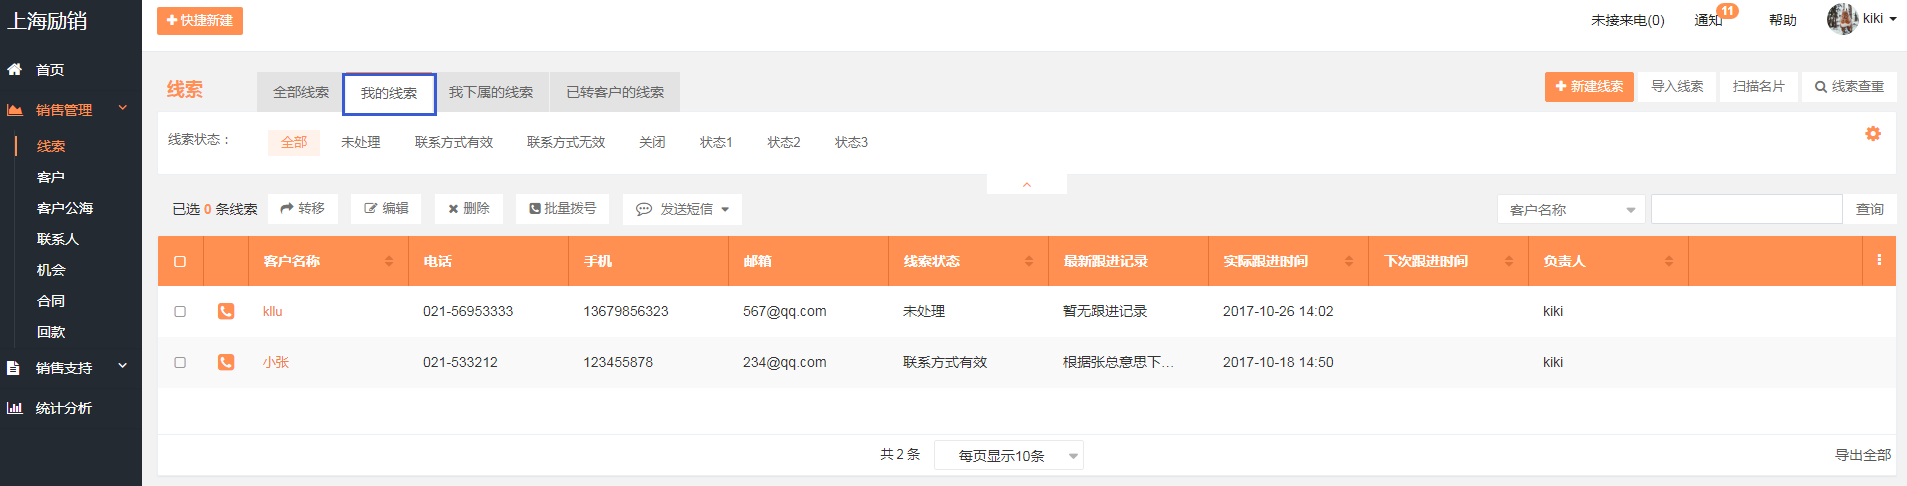 上海励销
快捷新建
未接来电(0) 通知 11 帮助 kiki
首页
销售管理
线索
客户
客户公海
联系人
机会
合同
回款
销售支持
统计分析
线索 全部线索 我的线索 我下属的线索 已转客户的线索 新建线索 导入线索 扫描名片 线索查重
线索状态： 全部 未处理 联系方式有效 联系方式无效 关闭 状态1 状态2 状态3
已选 0 条线索 转移 编辑 删除 批量拨号 发送短信 客户名称 查询
客户名称 电话 手机 邮箱 线索状态 最新跟进记录 实际跟进时间 下次跟进时间 负责人
kllu 021-56953333 13679856323 567@qq.com 未处理 暂无跟进记录 2017-10-26 14:02 kiki
小张 021-533212 123455878 234@qq.com 联系方式有效 根据张总意思下... 2017-10-18 14:50 kiki
共 2 条 每页显示10条 导出全部